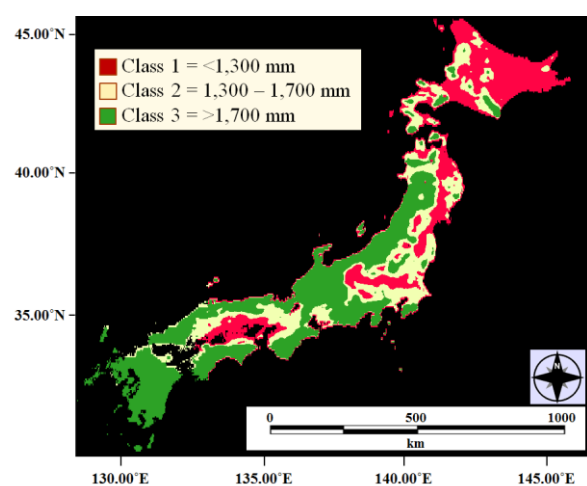 45.00°N
Class 1 = <1,300 mm
Class 2 = 1,300 – 1,700 mm
Class 3 = >1,700 mm
40.00°N
35.00°N
N
0 500 1000
km
130.00°E 135.00°E 140.00°E 145.00°E